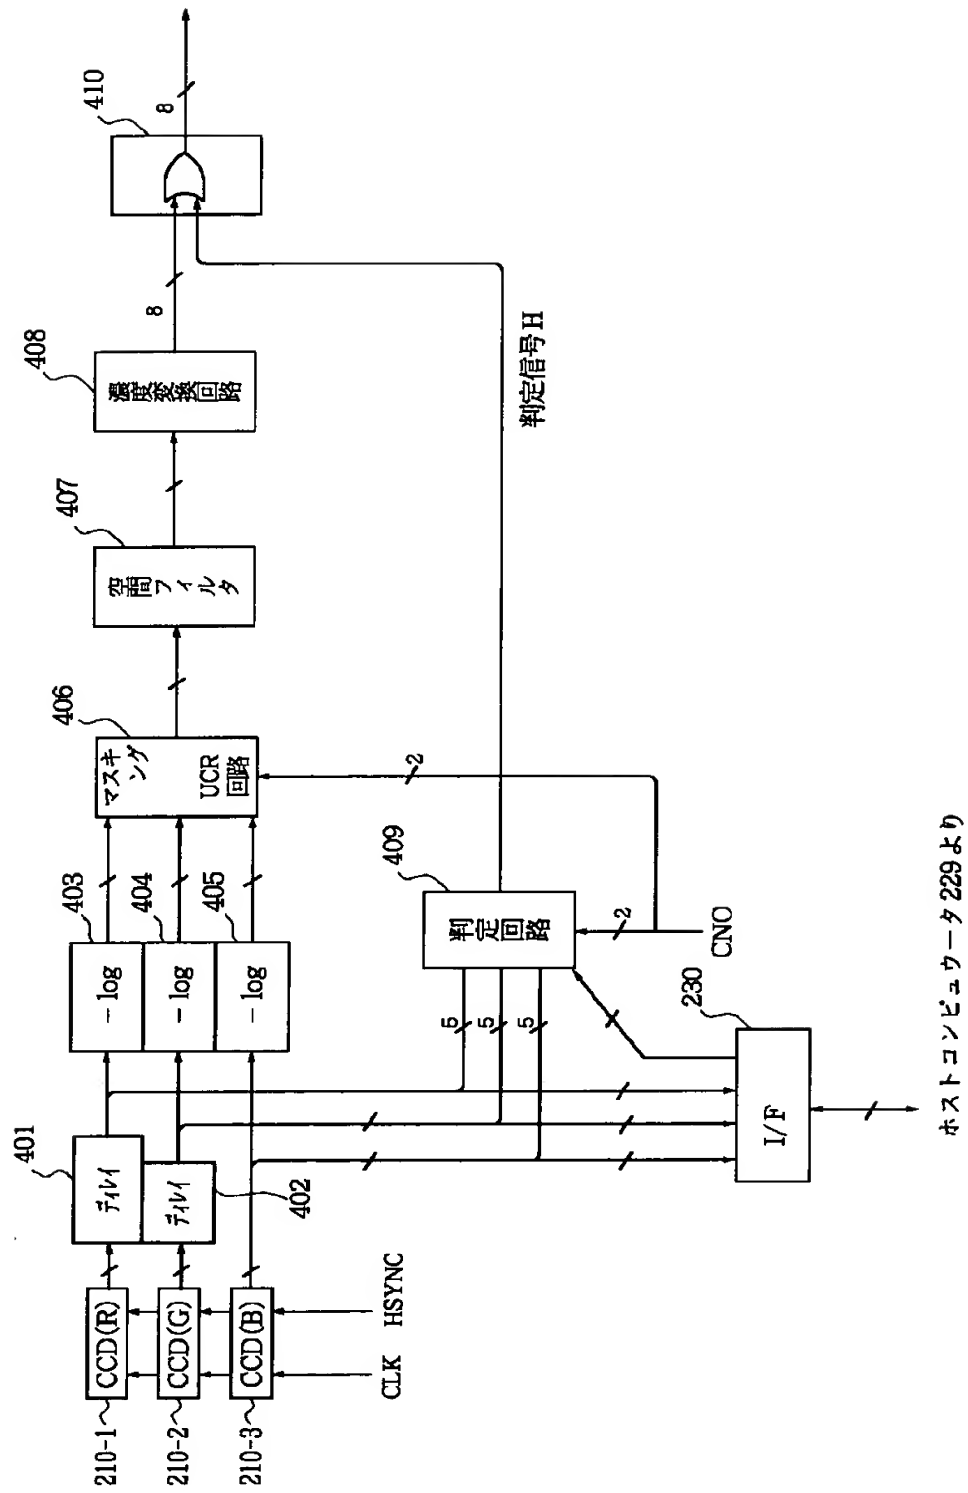 210-1
CCD(R)
210-2
CCD(G)
210-3
CCD(B)
CLK
HSYNC
401
ディレイ
402
ディレイ
403
－log
404
－log
405
－log
406
マスキング
UCR
回路
407
空間
フィルタ
408
濃度変換回路
8
410
8
409
判定回路
5
5
5
2
2
CNO
判定信号H
230
I/F
ホストコンピュウータ229より